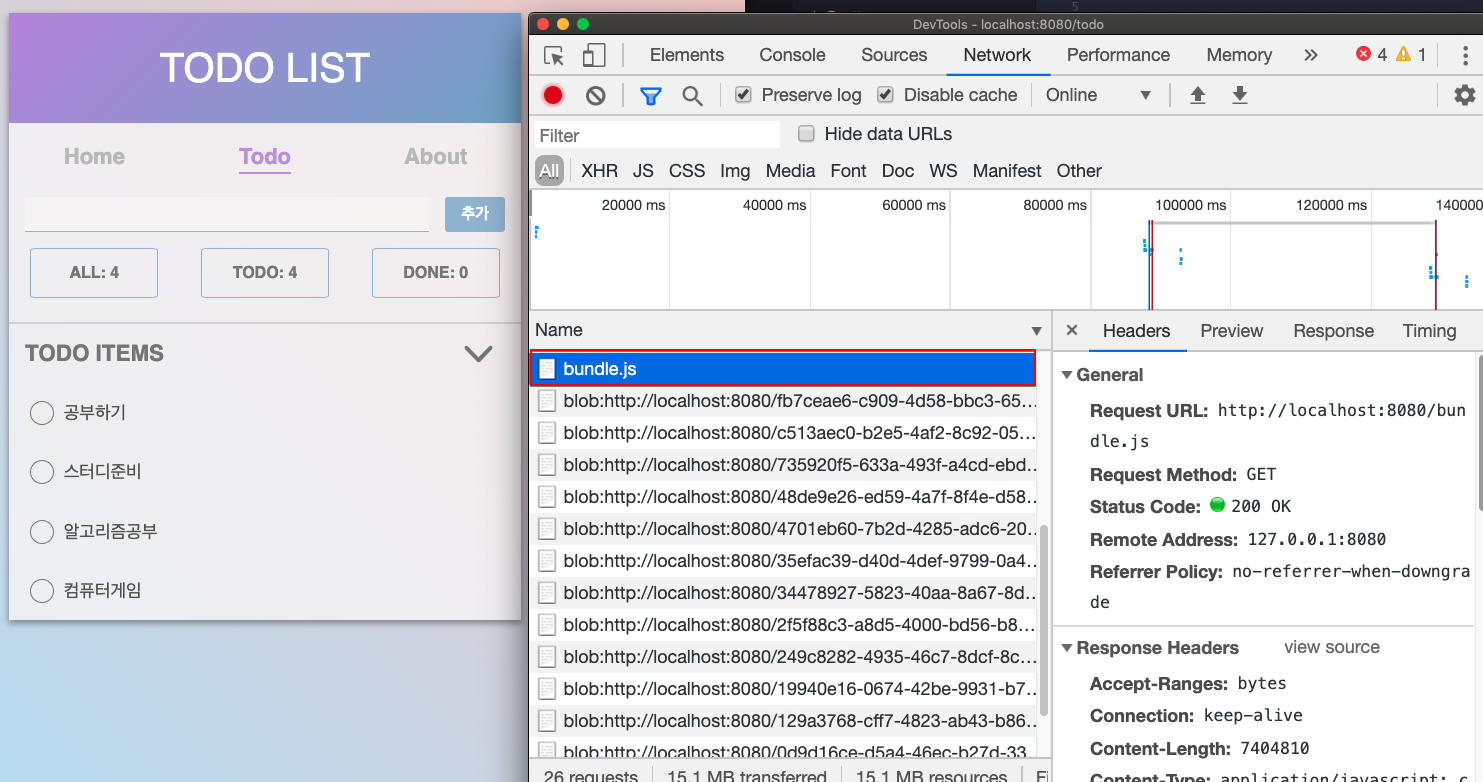 TODO LIST
Home Todo About
추가
ALL: 4 TODO: 4 DONE: 0
TODO ITEMS
공부하기
스터디준비
알고리즘공부
컴퓨터게임
5
DevTools - localhost:8080/todo
Elements Console Sources Network Performance Memory » 4 1
Preserve log Disable cache Online
Filter Hide data URLs
All XHR JS CSS Img Media Font Doc WS Manifest Other
20000 ms 40000 ms 60000 ms 80000 ms 100000 ms 120000 ms 140000
Name
bundle.js
blob:http://localhost:8080/fb7ceae6-c909-4d58-bbc3-65…
blob:http://localhost:8080/c513aec0-b2e5-4af2-8c92-05…
blob:http://localhost:8080/735920f5-633a-493f-a4cd-ebd…
blob:http://localhost:8080/48de9e26-ed59-4a7f-8f4e-d58…
blob:http://localhost:8080/4701eb60-7b2d-4285-adc6-20…
blob:http://localhost:8080/35efac39-d40d-4def-9799-0a4…
blob:http://localhost:8080/34478927-5823-40aa-8a67-8d…
blob:http://localhost:8080/2f5f88c3-a8d5-4000-bd56-b8…
blob:http://localhost:8080/249c8282-4935-46c7-8dcf-8c…
blob:http://localhost:8080/19940e16-0674-42be-9931-b7…
blob:http://localhost:8080/129a3768-cff7-4823-ab43-b86…
blob:http://localhost:8080/0d9d16ce-d5a4-46ec-b27d-33…
26 requests 15.1 MB transferred 15.1 MB resources Fi
× Headers Preview Response Timing
General
Request URL: http://localhost:8080/bun
dle.js
Request Method: GET
Status Code: 200 OK
Remote Address: 127.0.0.1:8080
Referrer Policy: no-referrer-when-downgra
de
Response Headers view source
Accept-Ranges: bytes
Connection: keep-alive
Content-Length: 7404810
Content-Type: application/javascript; c